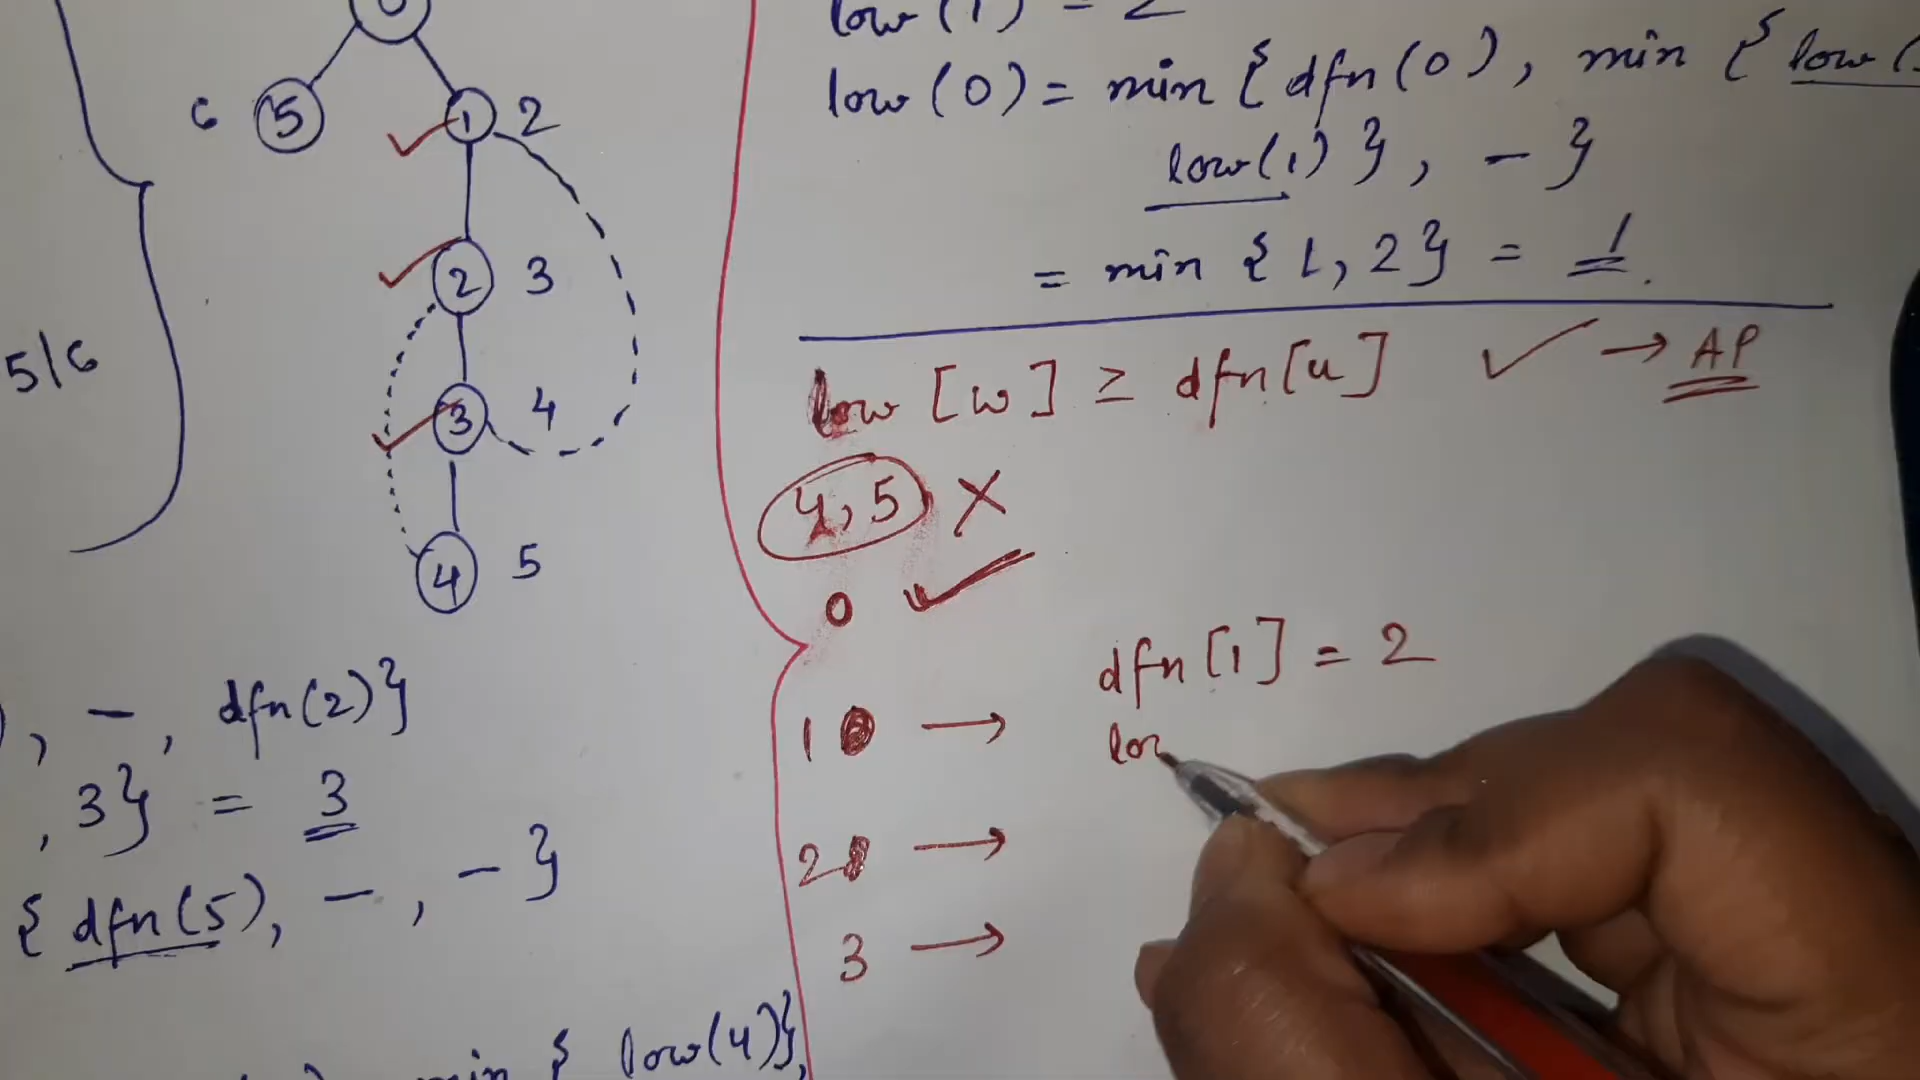 6 5 1 2
2 3
3 4
4 5
5|6
, -, dfn(2)}
, 3} = 3
{ dfn(5), -, -}
min { low(4)},
low(1) = 2
low(0) = min { dfn(0), min { low(
low(1) }, - }
= min { 1, 2 } = 1.
low [w] ≥ dfn[u] ✓ → AP
4, 5 ✗
0 ✓
dfn[1] = 2
1 →
low
2 →
3 →